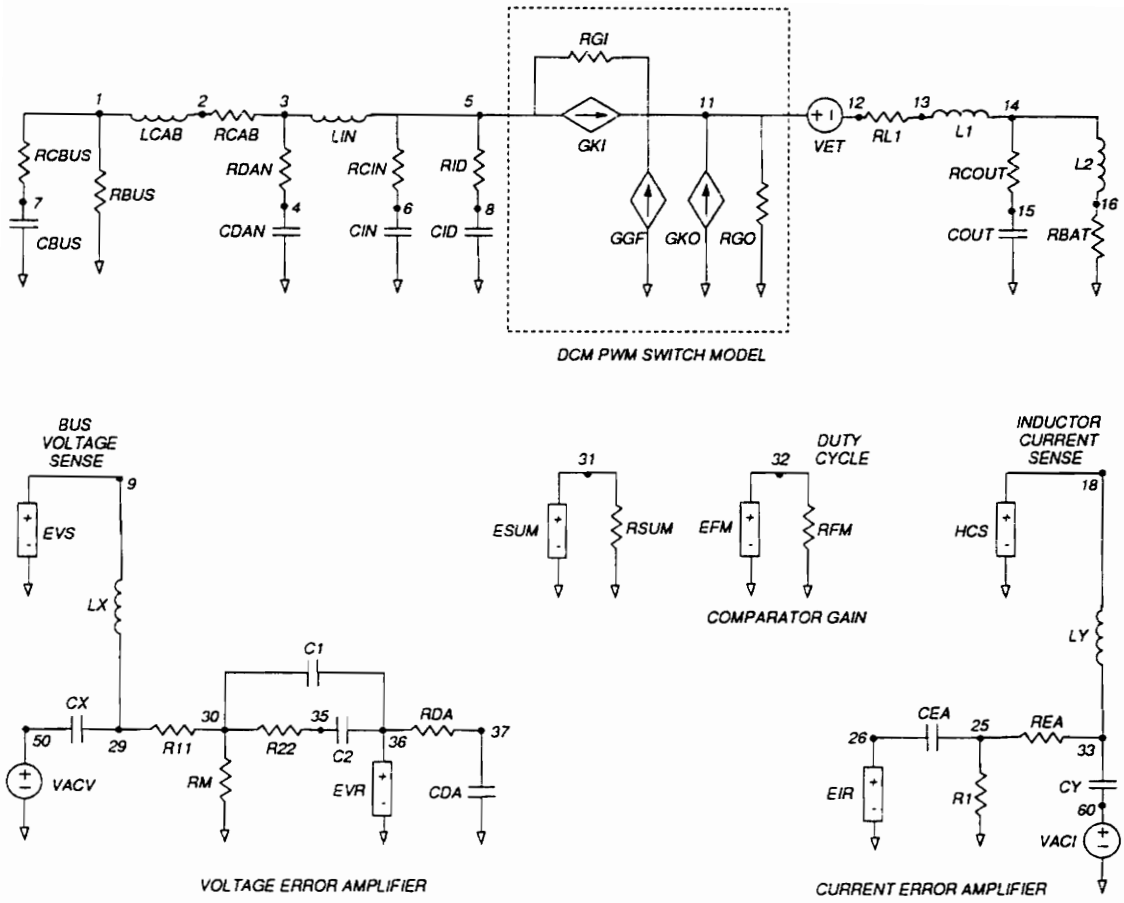 RGI
1
2
3
5
11
12
13
14
LCAB
RCAB
LIN
GKI
VET
RL1
L1
RCBUS
RBUS
RDAN
RCIN
RID
RCOUT
L2
7
4
6
8
15
16
CBUS
CDAN
CIN
CID
GGF
GKO
RGO
COUT
RBAT
DCM PWM SWITCH MODEL
BUS
VOLTAGE
SENSE
9
EVS
LX
31
ESUM
RSUM
32
DUTY
CYCLE
EFM
RFM
COMPARATOR GAIN
INDUCTOR
CURRENT
SENSE
18
HCS
LY
C1
CX
50
29
R11
30
R22
35
C2
36
RDA
37
VACV
RM
EVR
CDA
VOLTAGE ERROR AMPLIFIER
CEA
26
25
REA
33
EIR
R1
CY
60
VACI
CURRENT ERROR AMPLIFIER